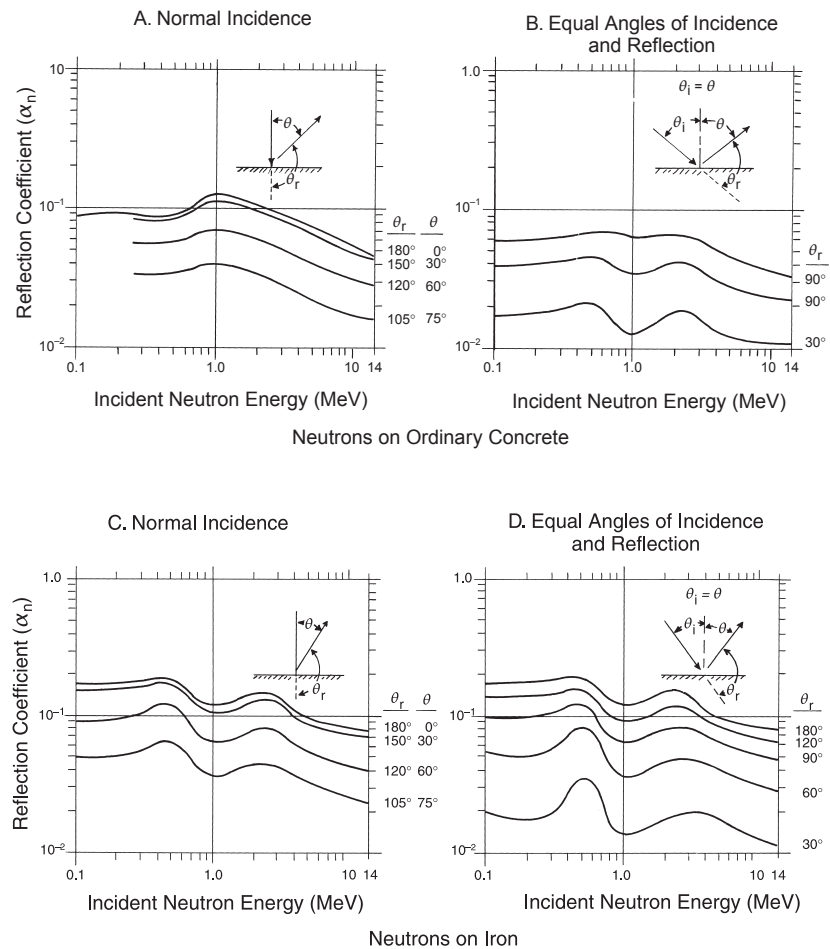 A. Normal Incidence
10
Reflection Coefficient (αn)
10⁻¹
10⁻²
θ
θr
θr θ
180° 0°
150° 30°
120° 60°
105° 75°
0.1 1.0 10 14
Incident Neutron Energy (MeV)
B. Equal Angles of Incidence
and Reflection
1.0
10⁻¹
10⁻²
θi = θ
θi θ
θr
θr
90°
90°
30°
0.1 1.0 10 14
Incident Neutron Energy (MeV)
Neutrons on Ordinary Concrete
C. Normal Incidence
1.0
Reflection Coefficient (αn)
10⁻¹
10⁻²
θ
θr
θr θ
180° 0°
150° 30°
120° 60°
105° 75°
0.1 1.0 10 14
Incident Neutron Energy (MeV)
D. Equal Angles of Incidence
and Reflection
1.0
10⁻¹
10⁻²
θi = θ
θi θ
θr
θr
180°
120°
90°
60°
30°
0.1 1.0 10 14
Incident Neutron Energy (MeV)
Neutrons on Iron